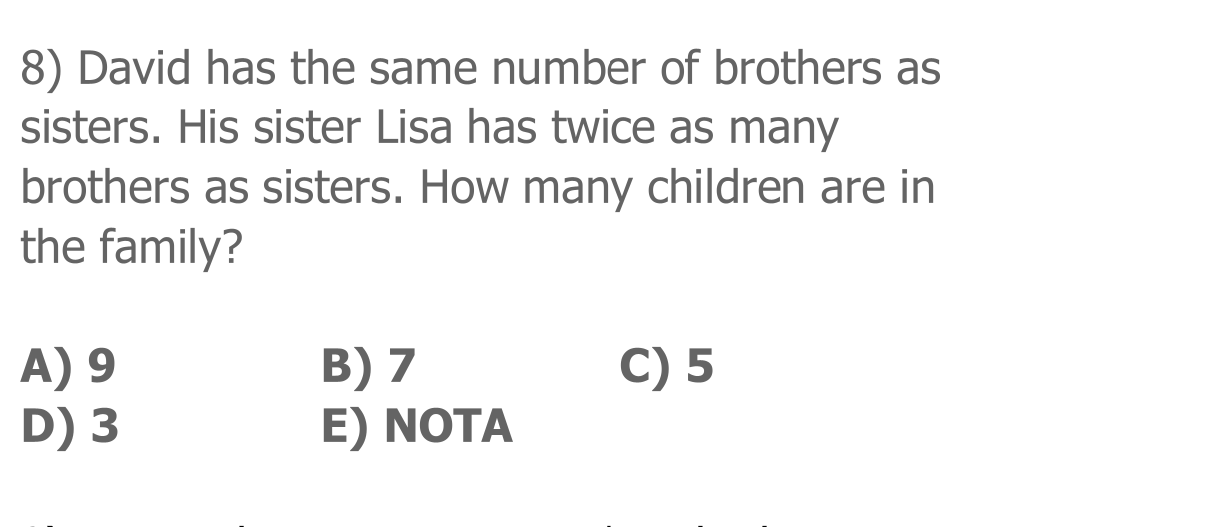 8) David has the same number of brothers as
sisters. His sister Lisa has twice as many
brothers as sisters. How many children are in
the family?
A) 9 B) 7 C) 5
D) 3 E) NOTA